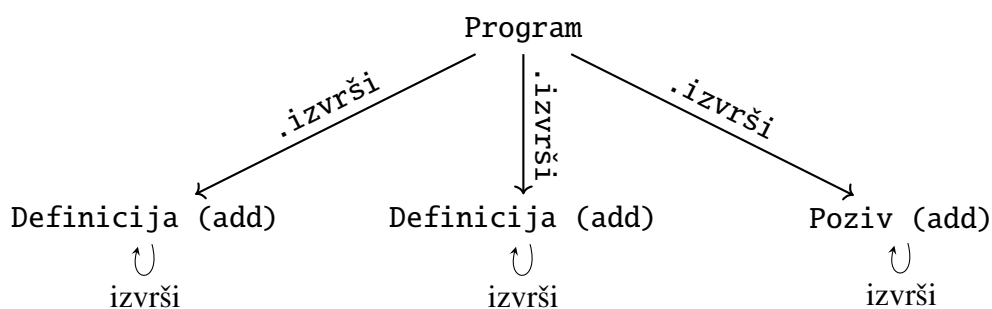 Program
.izvrši
.izvrši
.izvrši
Definicija (add)
Definicija (add)
Poziv (add)
izvrši
izvrši
izvrši